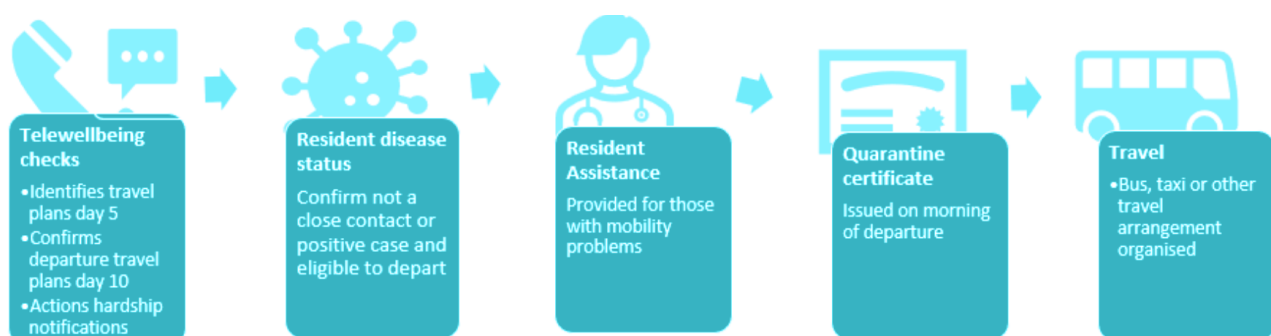 Telewellbeing
checks
•Identifies travel
plans day 5
•Confirms
departure travel
plans day 10
•Actions hardship
notifications
Resident disease
status
Confirm not a
close contact or
positive case and
eligible to depart
Resident
Assistance
Provided for those
with mobility
problems
Quarantine
certificate
Issued on morning
of departure
Travel
•Bus, taxi or other
travel
arrangement
organised